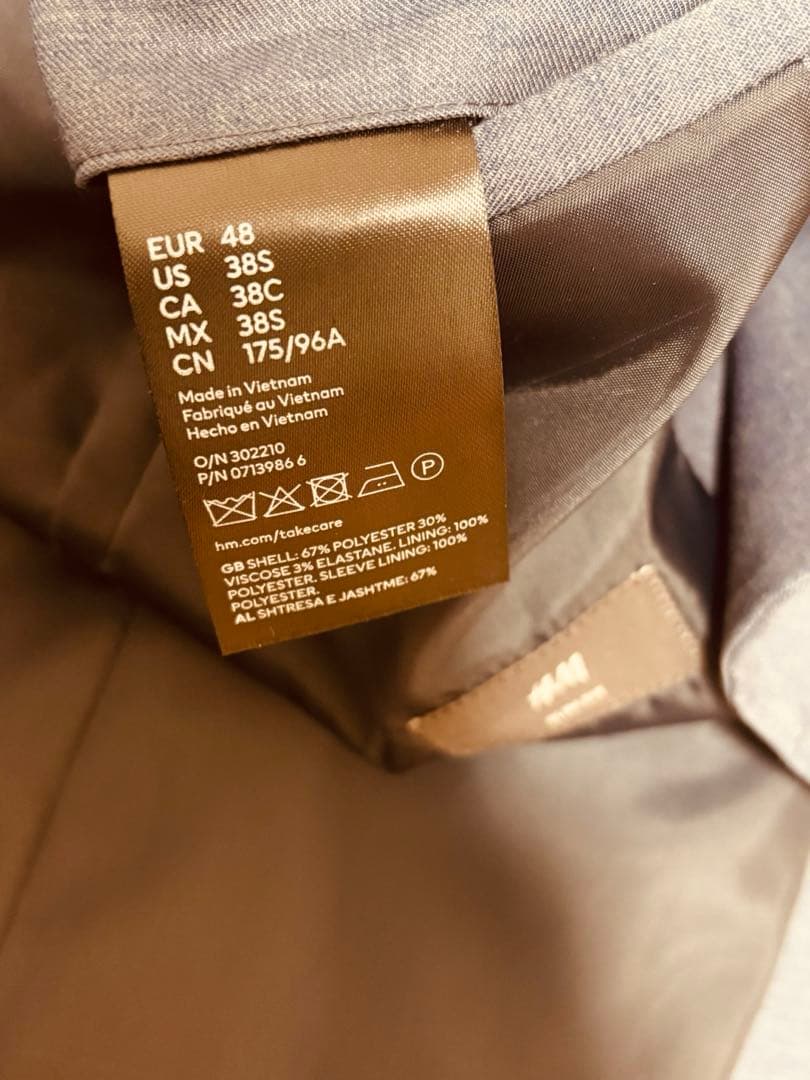 EUR 48
US 38S
CA 38C
MX 38S
CN 175/96A
Made in Vietnam
Fabriqué au Vietnam
Hecho en Vietnam
O/N 302210
P/N 0713986 6
P
hm.com/takecare
GB SHELL: 67% POLYESTER 30%
VISCOSE 3% ELASTANE. LINING: 100%
POLYESTER. SLEEVE LINING: 100%
POLYESTER.
AL SHTRESA E JASHTME: 67%
H&M